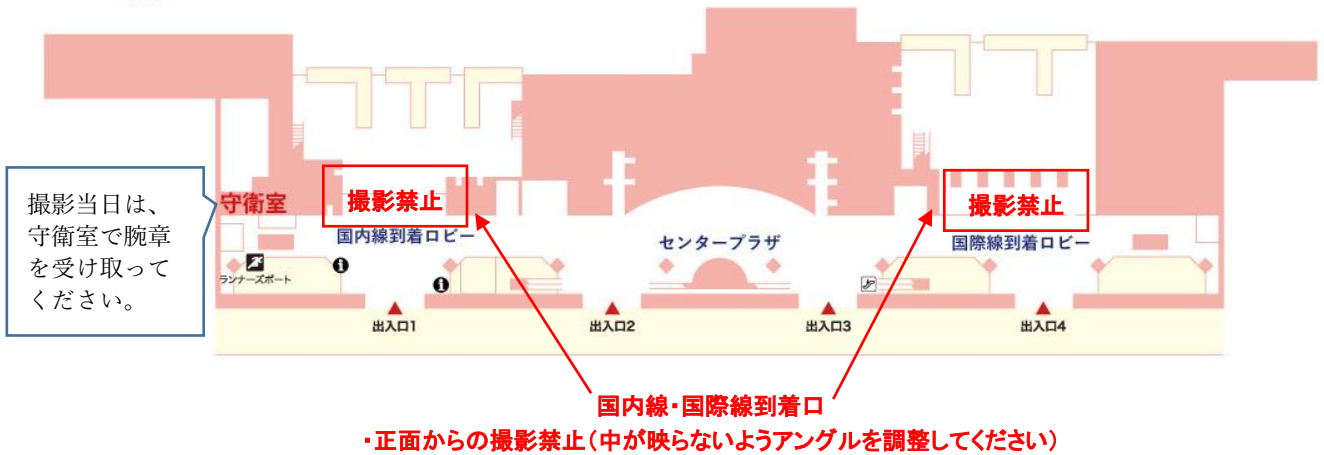 撮影当日は、
守衛室で腕章
を受け取って
ください。
守衛室
撮影禁止
国内線到着ロビー
センタープラザ
撮影禁止
国際線到着ロビー
ランナーズポート
出入口1
出入口2
出入口3
出入口4
国内線・国際線到着口
・正面からの撮影禁止(中が映らないようアングルを調整してください)